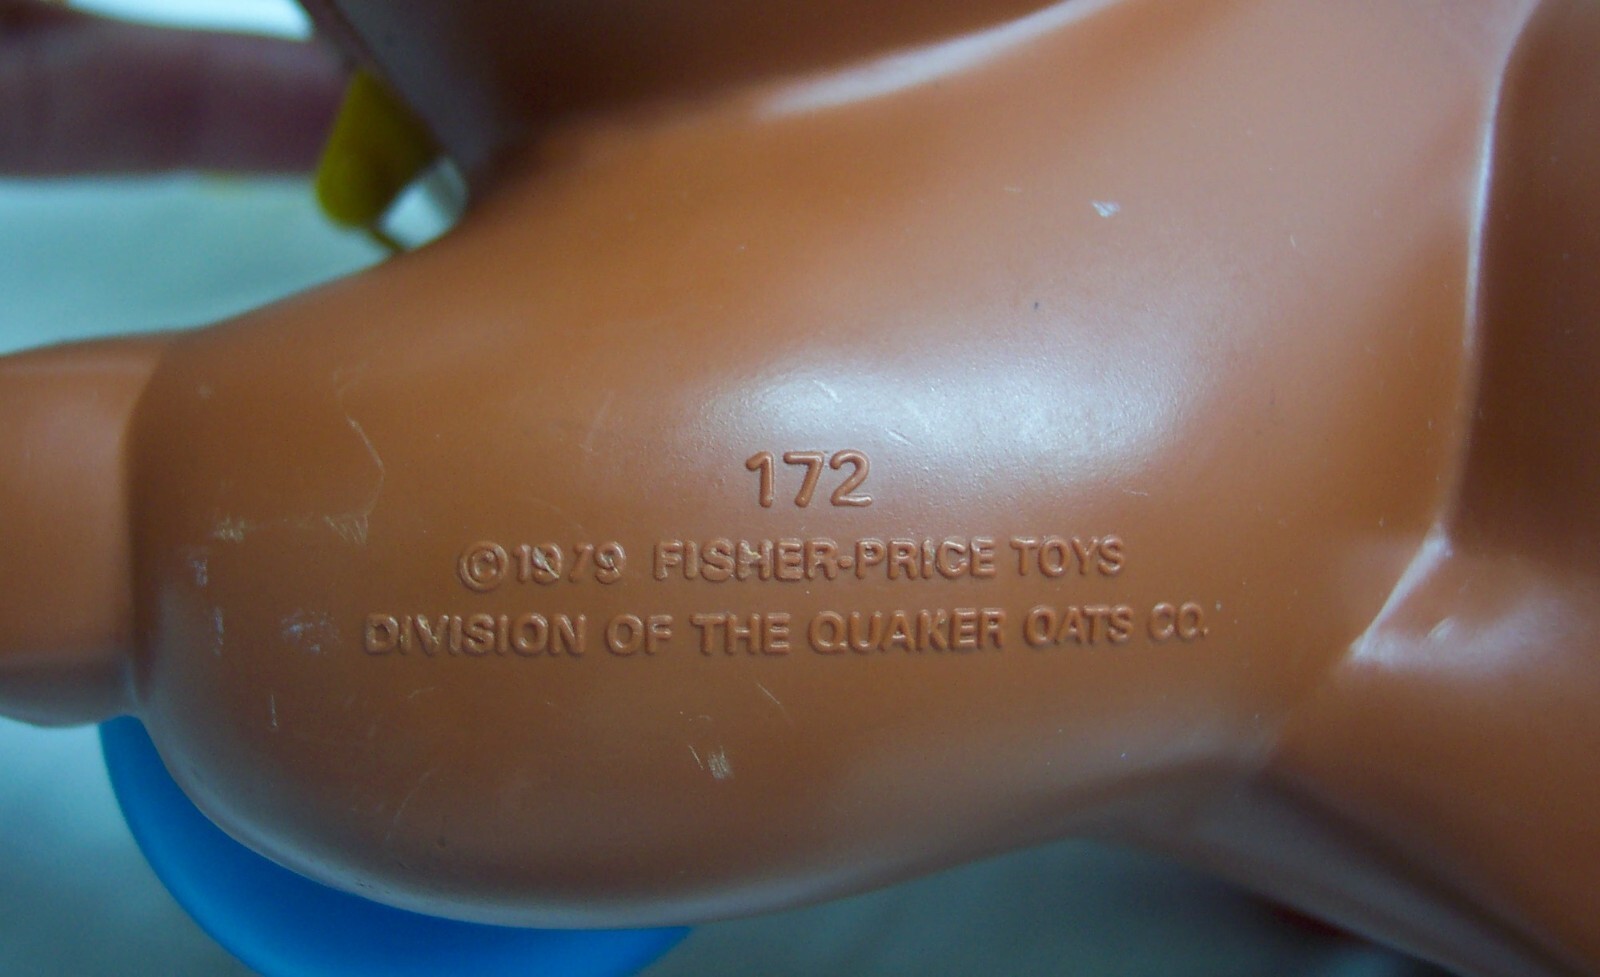 172
©1979 FISHER-PRICE TOYS
DIVISION OF THE QUAKER OATS CO.